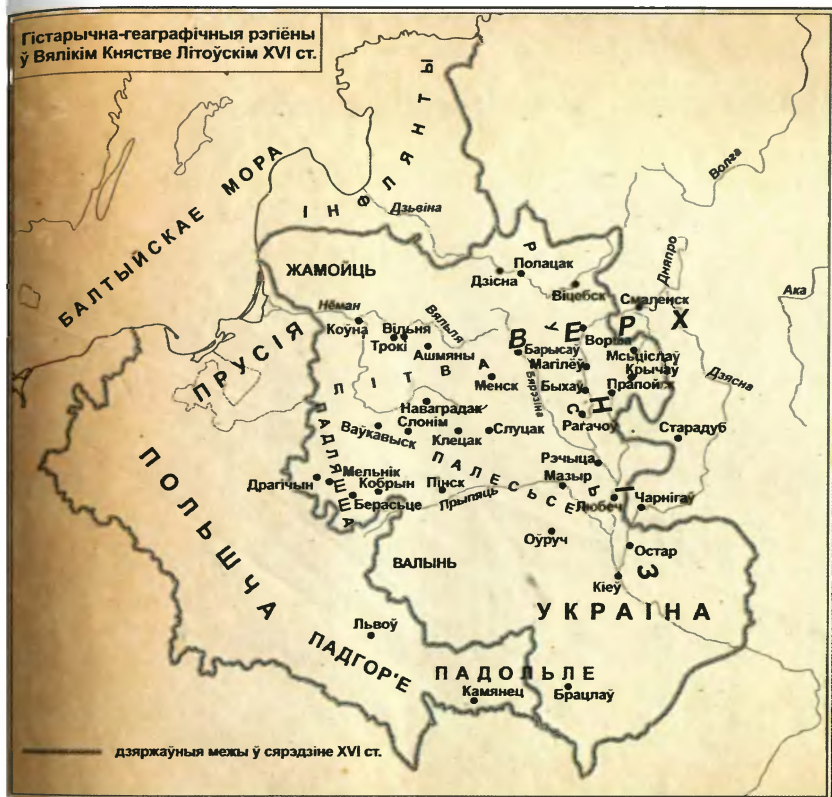 Гістарычна-геаграфічныя рэгіёны
ў Вялікім Княстве Літоўскім XVI ст.
БАЛТЫЙСКАЕ МОРА
ІНФЛЯНТЫ
Дзьвіна
Волга
Дняпро
Ака
ЖАМОЙЦЬ
Полацак
Дзісна
Віцебск
Смаленск
Нёман
Коўна
Вільня
Трокі
Ашмяны
Вяльля
ВЕРХ
РУСЬ
Ворша
Барысаў
Мсьціслаў
Магілёў
Крычаў
Прапойск
Быхаў
Бярэзіна
Дзясна
ПРУСІЯ
ЛІТВА
Менск
Наваградак
Слонім
Ваўкавыск
Клецак
Слуцак
Рагачоў
Старадуб
ПАДЛЯШША
ПАЛЕСЬСЕ
Рэчыца
Мазыр
Драгічын
Мельнік
Кобрын
Берасьце
Пінск
Прыпяць
Любеч
Чарнігаў
НІЗ
ПОЛЬШЧА
ВАЛЫНЬ
Оўруч
Остар
Кіеў
УКРАІНА
Львоў
ПАДГОР'Е
ПАДОЛЬЛЕ
Камянец
Брацлаў
дзяржаўныя межы ў сярэдзіне XVI ст.